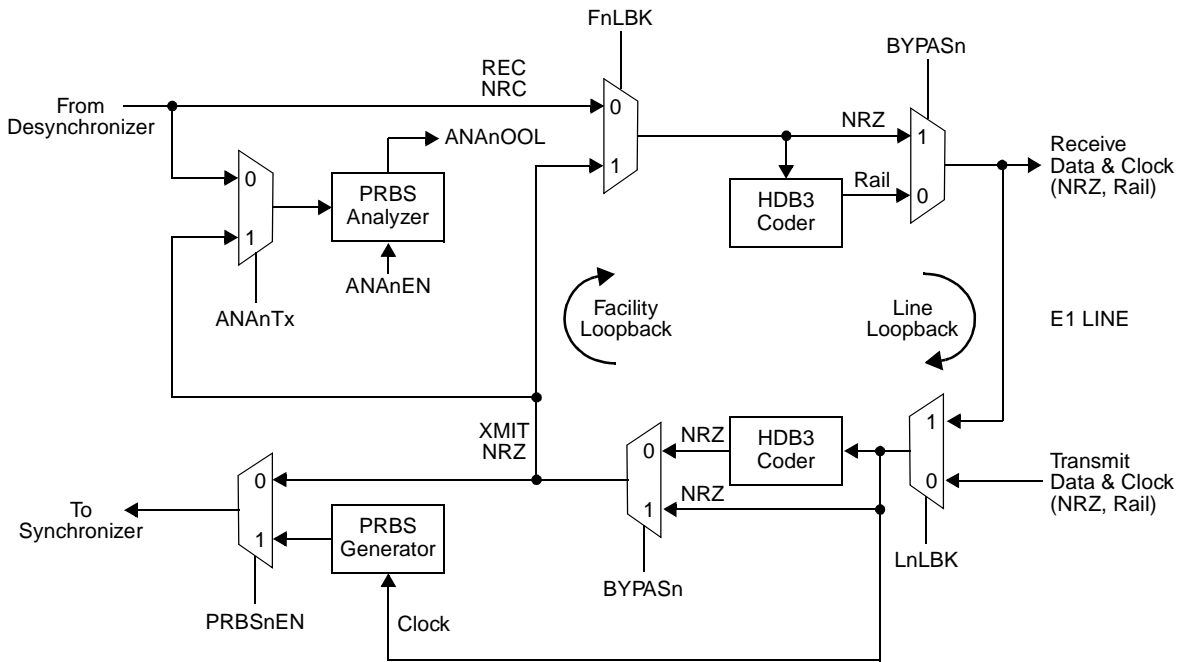 FnLBK
BYPASn
REC
NRC
From
Desynchronizer
0
1
ANAnOOL
PRBS
Analyzer
ANAnEN
ANAnTx
0
1
NRZ
Rail
HDB3
Coder
1
0
Receive
Data & Clock
(NRZ, Rail)
Facility
Loopback
Line
Loopback
E1 LINE
XMIT
NRZ
To
Synchronizer
0
1
PRBS
Generator
PRBSnEN
Clock
0
1
NRZ
NRZ
BYPASn
HDB3
Coder
1
0
LnLBK
Transmit
Data & Clock
(NRZ, Rail)